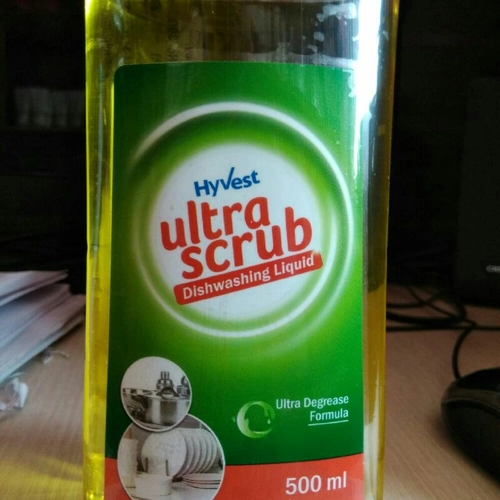 HyVest
ultra
scrub
Dishwashing Liquid
Ultra Degrease
Formula
500 ml